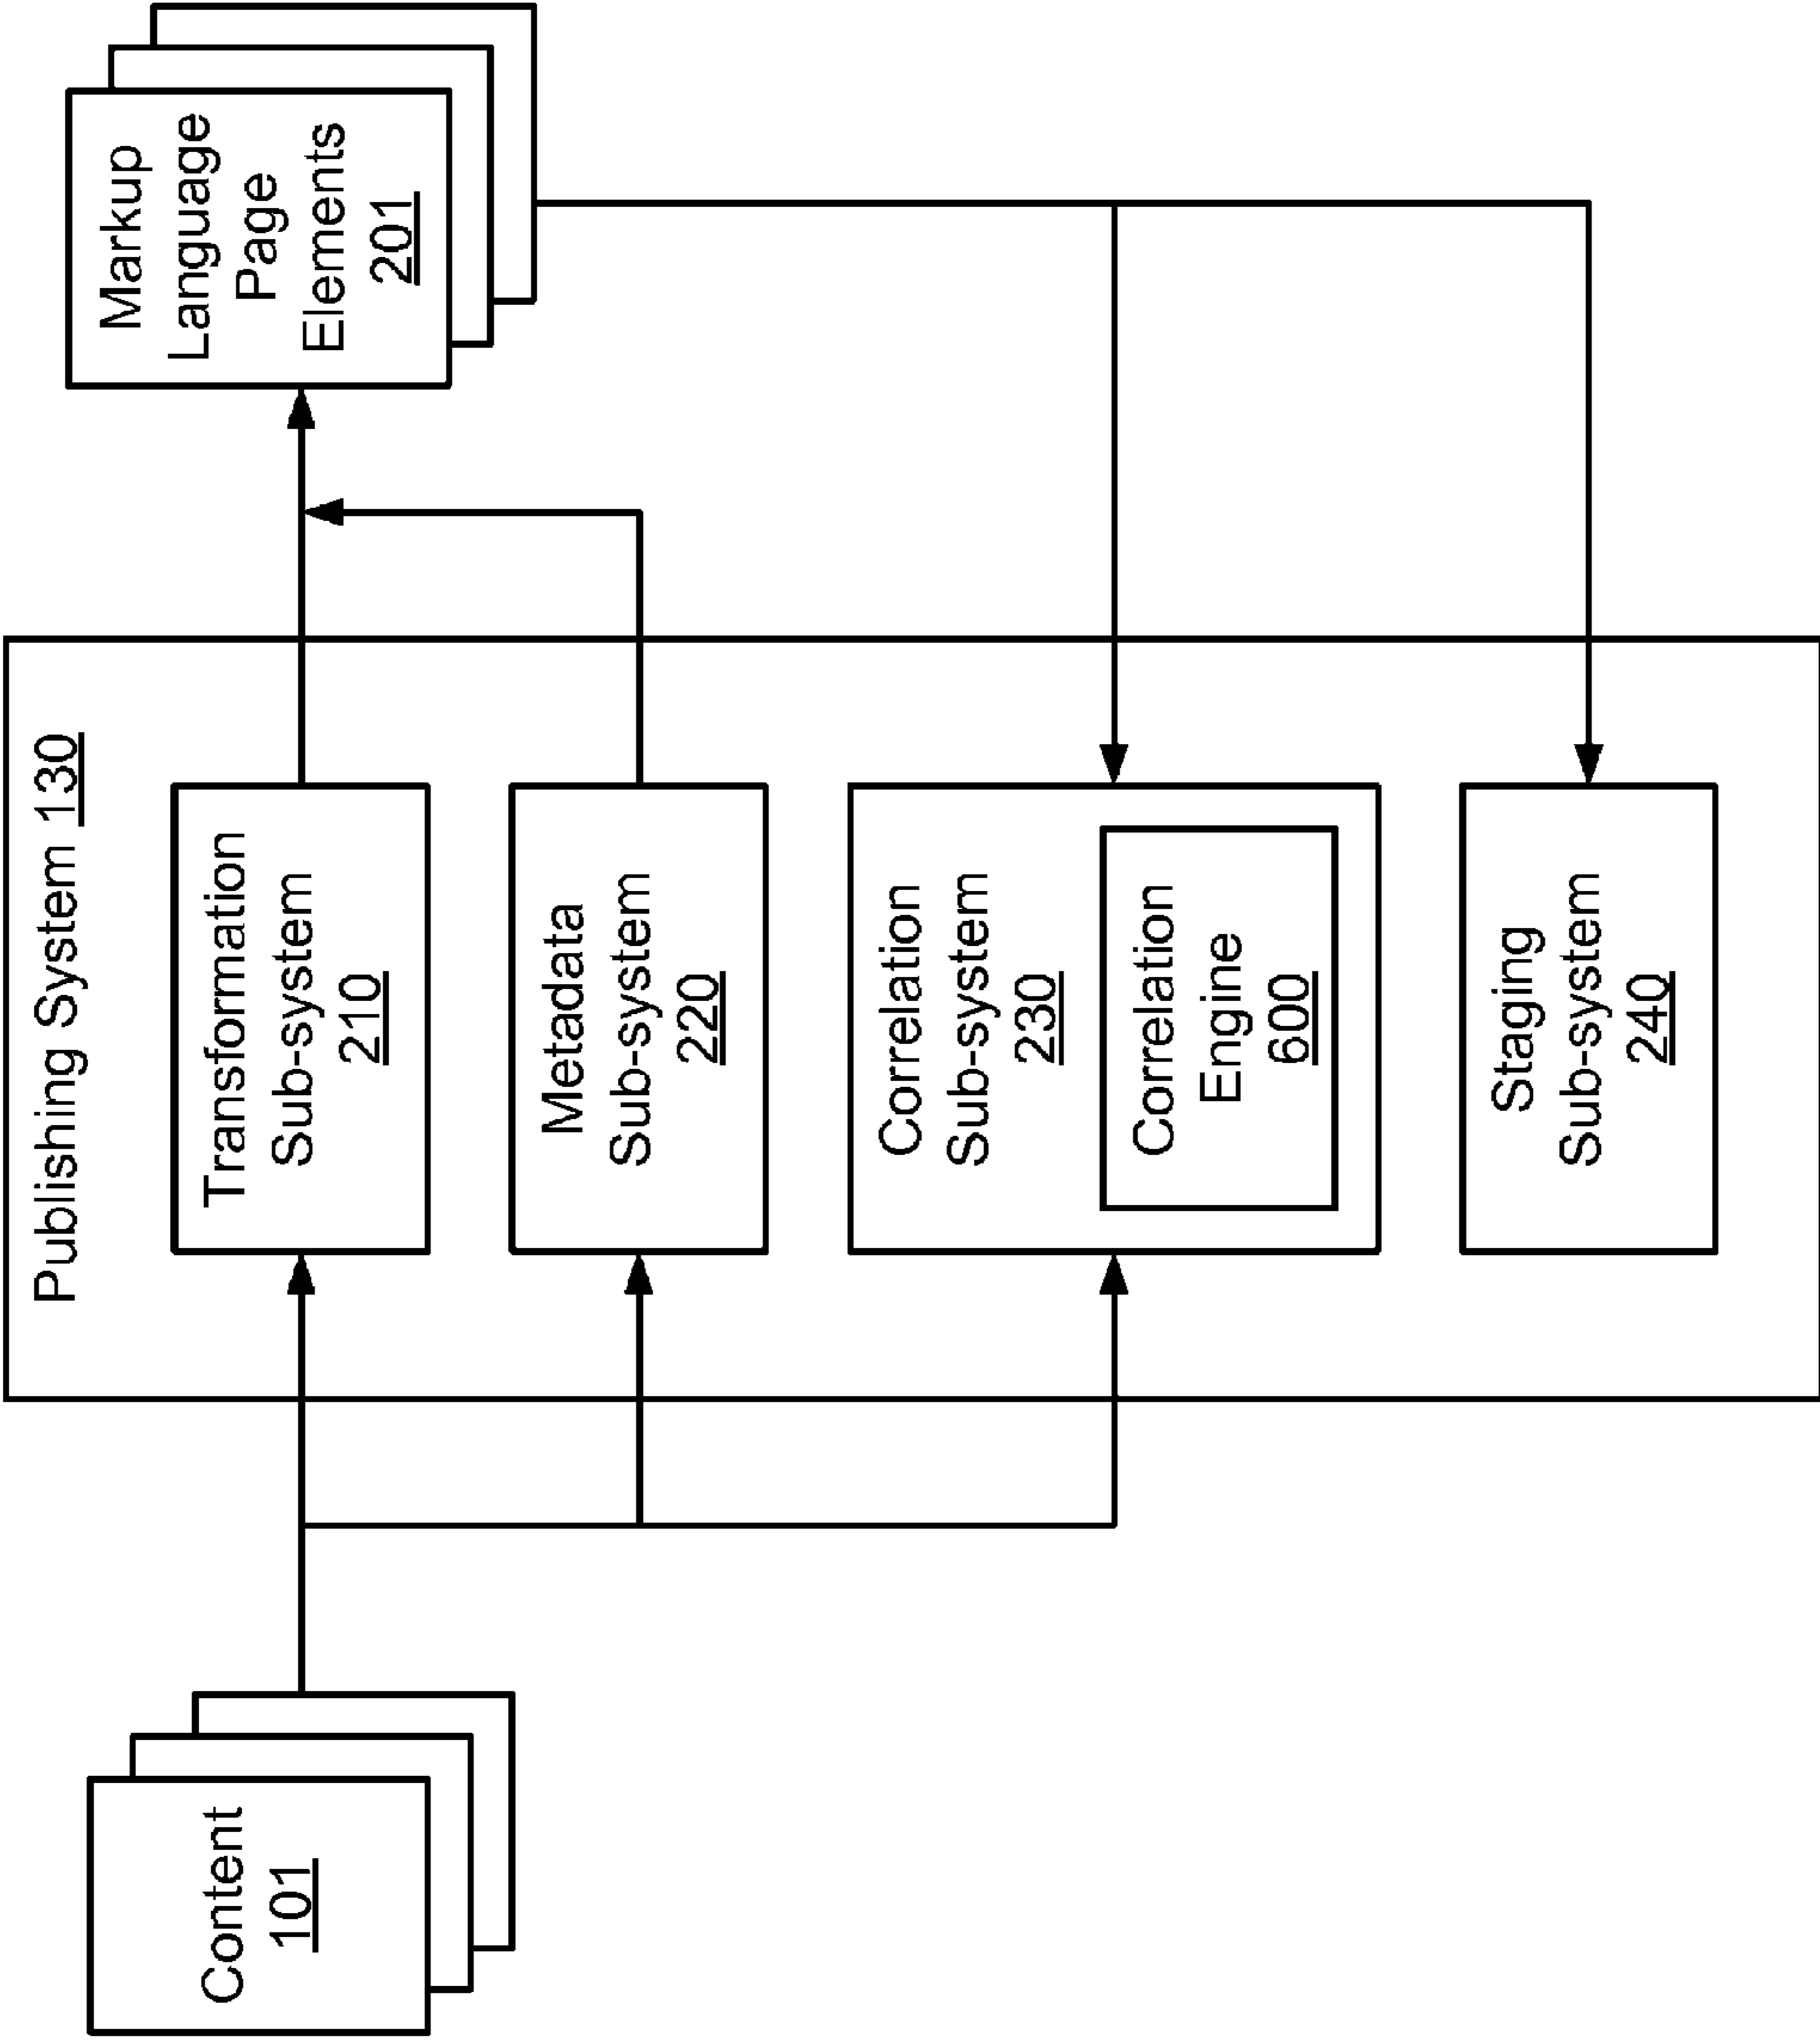 Content
101
Publishing System 130
Transformation
Sub-system
210
Metadata
Sub-system
220
Correlation
Sub-system
230
Correlation
Engine
600
Staging
Sub-system
240
Markup
Language
Page
Elements
201